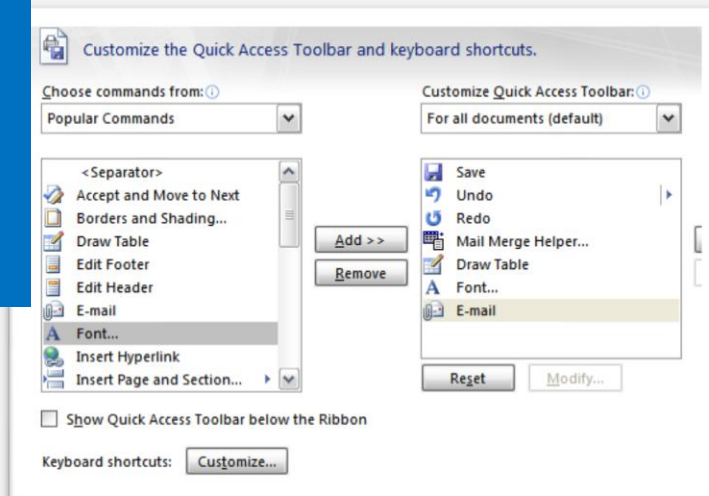 Customize the Quick Access Toolbar and keyboard shortcuts.
Choose commands from:
Popular Commands
<Separator>
Accept and Move to Next
Borders and Shading...
Draw Table
Edit Footer
Edit Header
E-mail
Font...
Insert Hyperlink
Insert Page and Section...
Add >>
Remove
Customize Quick Access Toolbar:
For all documents (default)
Save
Undo
Redo
Mail Merge Helper...
Draw Table
Font...
E-mail
Reset
Modify...
Show Quick Access Toolbar below the Ribbon
Keyboard shortcuts:
Customize...